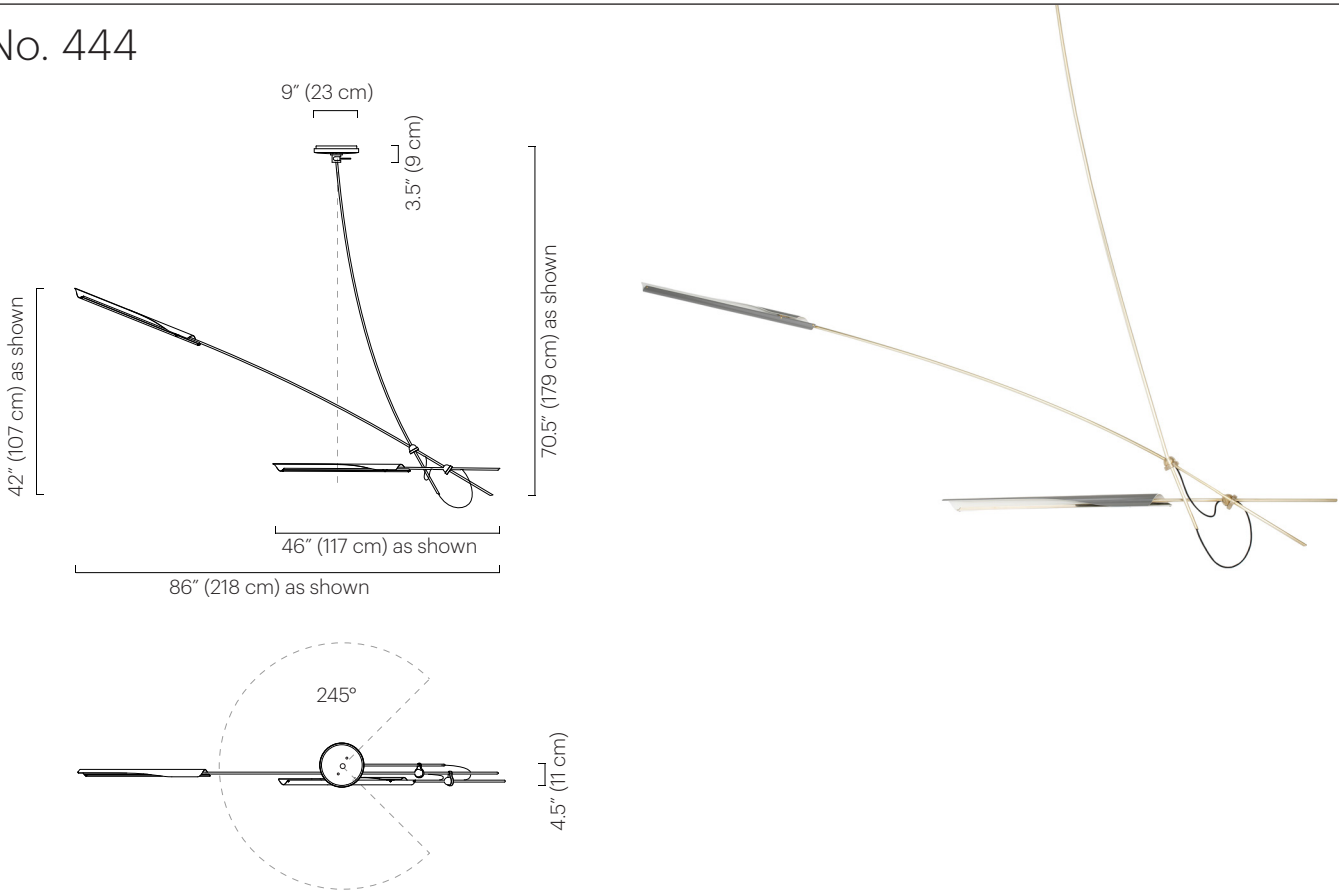 No. 444
9” (23 cm)
3.5” (9 cm)
42” (107 cm) as shown
70.5” (179 cm) as shown
46” (117 cm) as shown
86” (218 cm) as shown
245°
4.5” (11 cm)